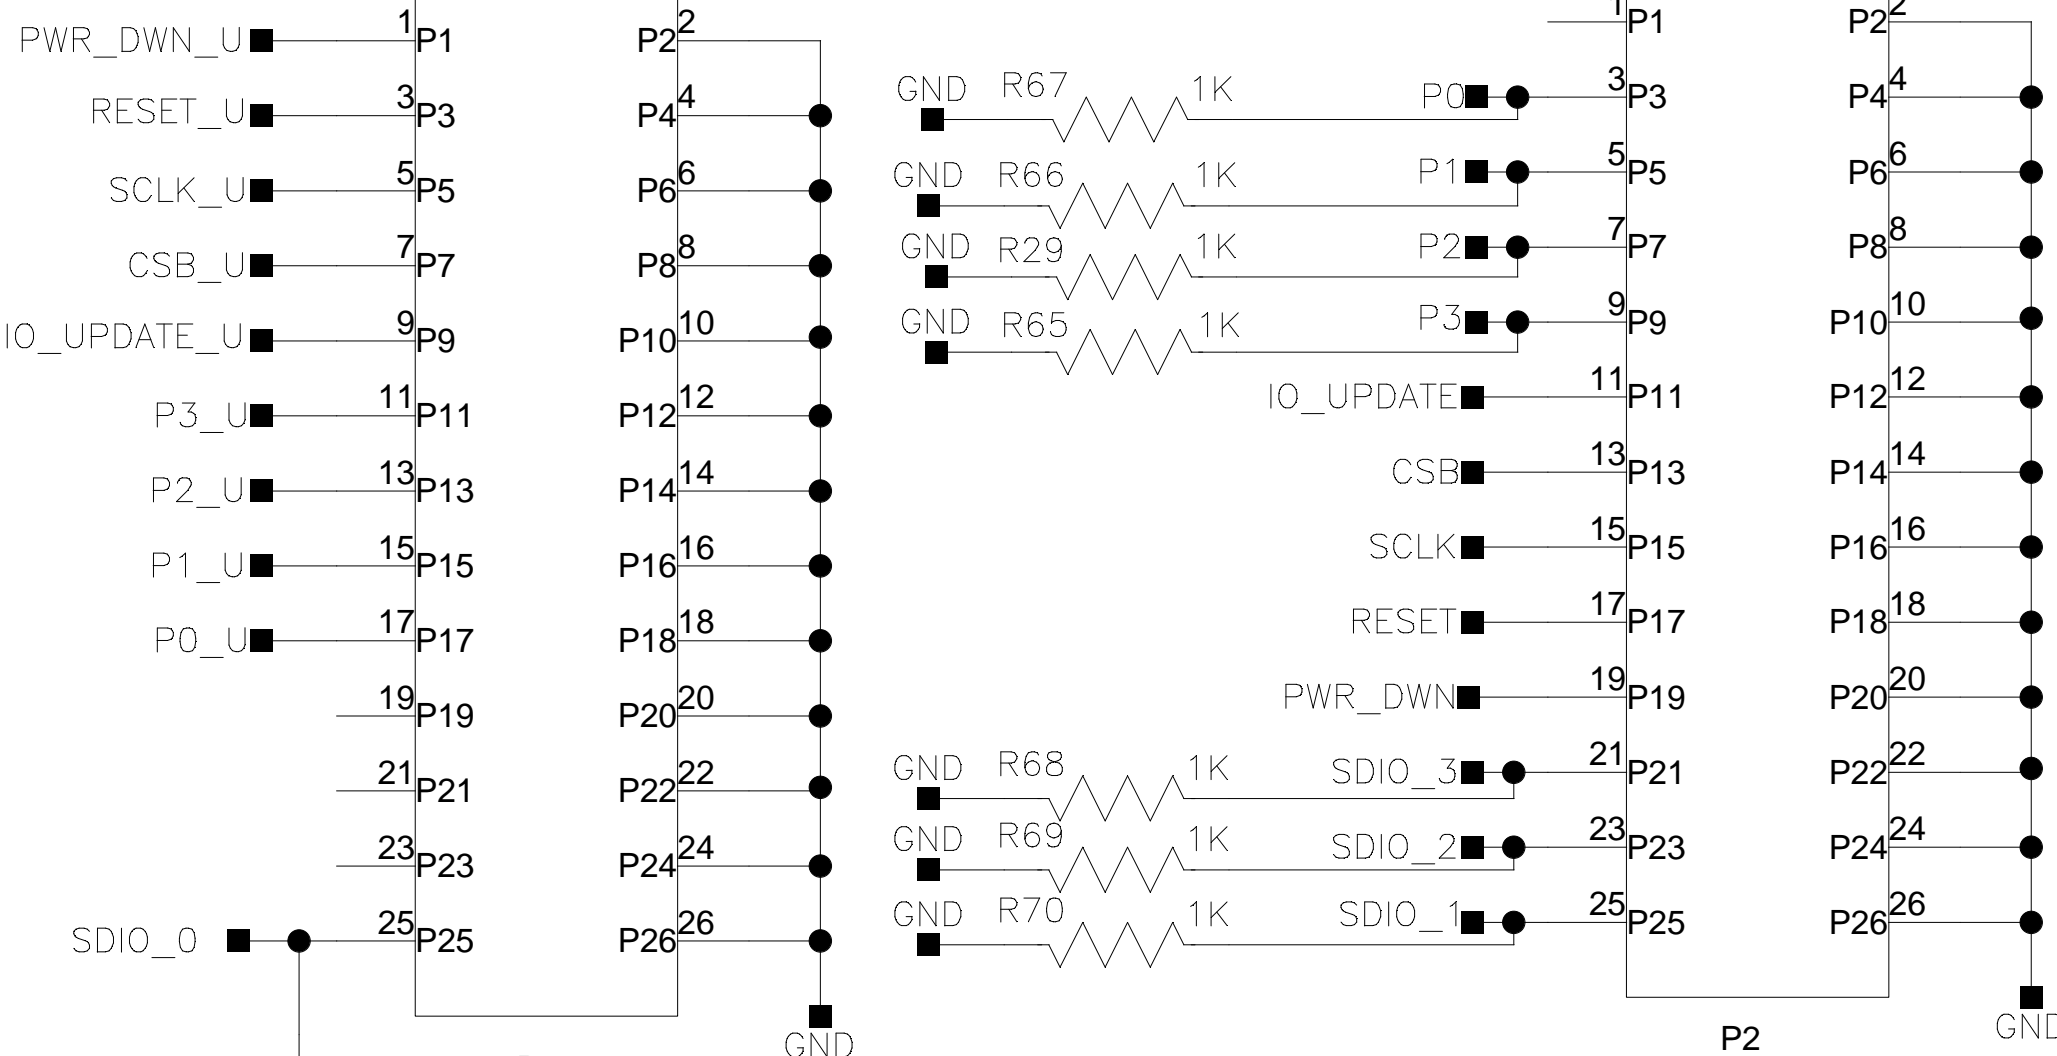 PWR_DWN_U 1 P1 P2 2
RESET_U 3 P3 P4 4
SCLK_U 5 P5 P6 6
CSB_U 7 P7 P8 8
IO_UPDATE_U 9 P9 P10 10
P3_U 11 P11 P12 12
P2_U 13 P13 P14 14
P1_U 15 P15 P16 16
P0_U 17 P17 P18 18
19 P19 P20 20
21 P21 P22 22
23 P23 P24 24
SDIO_0 25 P25 P26 26
GND
1 P1 P2 2
GND R67 1K P0 3 P3 P4 4
GND R66 1K P1 5 P5 P6 6
GND R29 1K P2 7 P7 P8 8
GND R65 1K P3 9 P9 P10 10
IO_UPDATE 11 P11 P12 12
CSB 13 P13 P14 14
SCLK 15 P15 P16 16
RESET 17 P17 P18 18
PWR_DWN 19 P19 P20 20
GND R68 1K SDIO_3 21 P21 P22 22
GND R69 1K SDIO_2 23 P23 P24 24
GND R70 1K SDIO_1 25 P25 P26 26
GND
P2